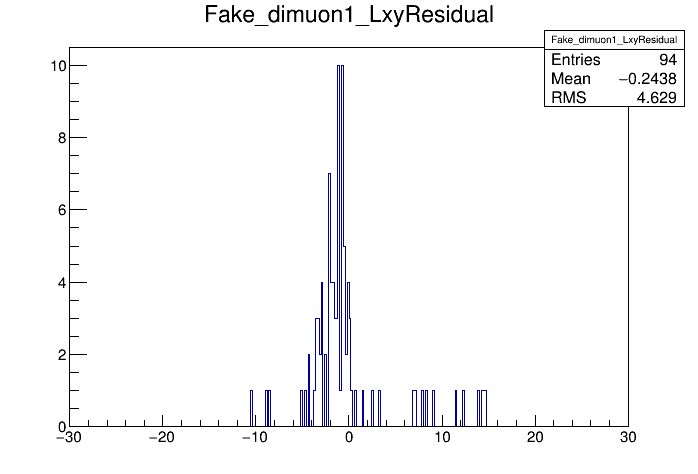 Fake_dimuon1_LxyResidual
Fake_dimuon1_LxyResidual
Entries 94
Mean −0.2438
RMS 4.629
10
8
6
4
2
0
−30 −20 −10 0 10 20 30